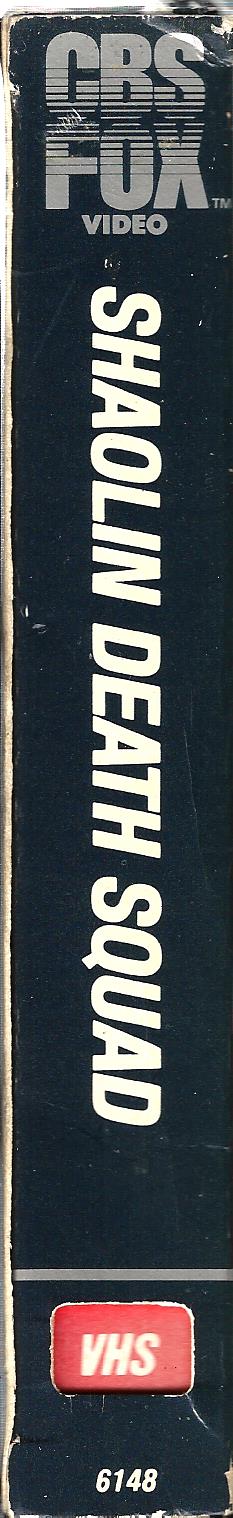 CBS
FOX
TM
VIDEO
SHAOLIN DEATH SQUAD
VHS
6148